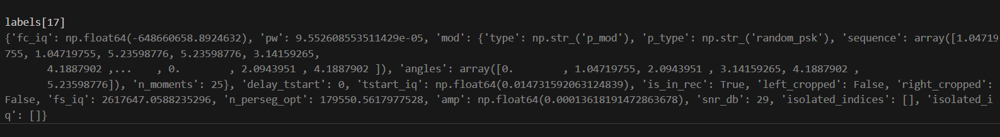 labels[17]
{'fc_iq': np.float64(-648660658.8924632), 'pw': 9.552608553511429e-05, 'mod': {'type': np.str_('p_mod'), 'p_type': np.str_('random_psk'), 'sequence': array([1.04719
755, 1.04719755, 5.23598776, 5.23598776, 3.14159265,
4.1887902 ,... , 0. , 2.0943951 , 4.1887902 ]), 'angles': array([0. , 1.04719755, 2.0943951 , 3.14159265, 4.1887902 ,
5.23598776]), 'n_moments': 25}, 'delay_tstart': 0, 'tstart_iq': np.float64(0.014731592063124839), 'is_in_rec': True, 'left_cropped': False, 'right_cropped':
False, 'fs_iq': 2617647.0588235296, 'n_perseg_opt': 179550.5617977528, 'amp': np.float64(0.00013618191472863678), 'snr_db': 29, 'isolated_indices': [], 'isolated_i
q': []}